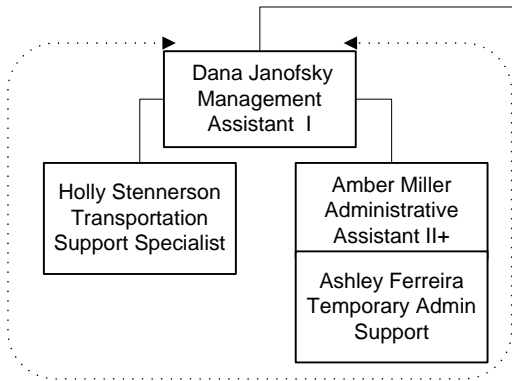 Dana Janofsky
Management
Assistant  I
Holly Stennerson
Transportation
Support Specialist
Amber Miller
Administrative
Assistant II+
Ashley Ferreira
Temporary Admin
Support